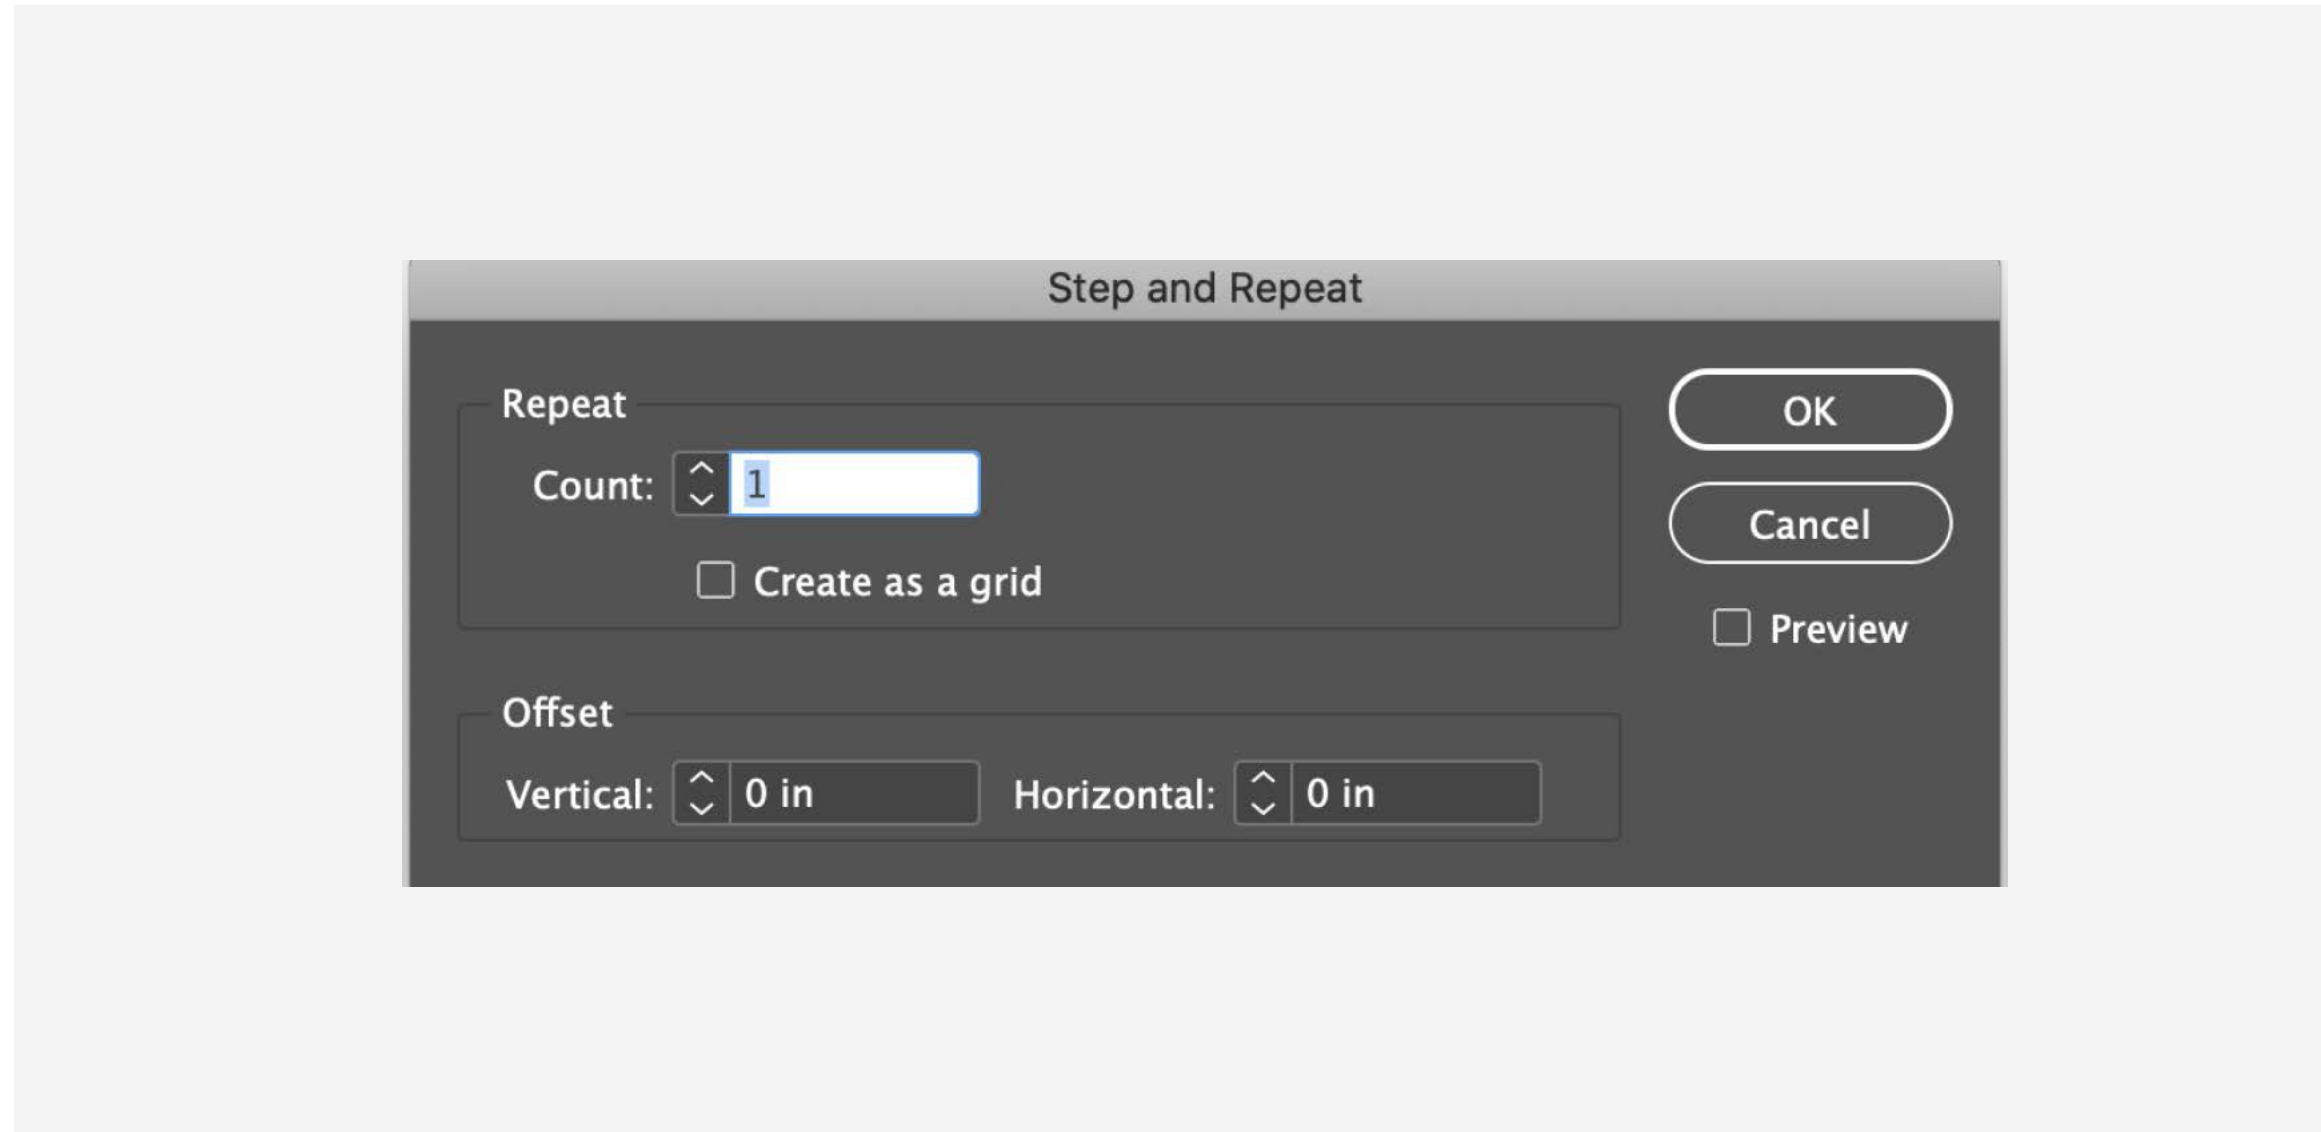 Step and Repeat
Repeat
OK
Count: 1
Cancel
Create as a grid
Preview
Offset
Vertical: 0 in Horizontal: 0 in